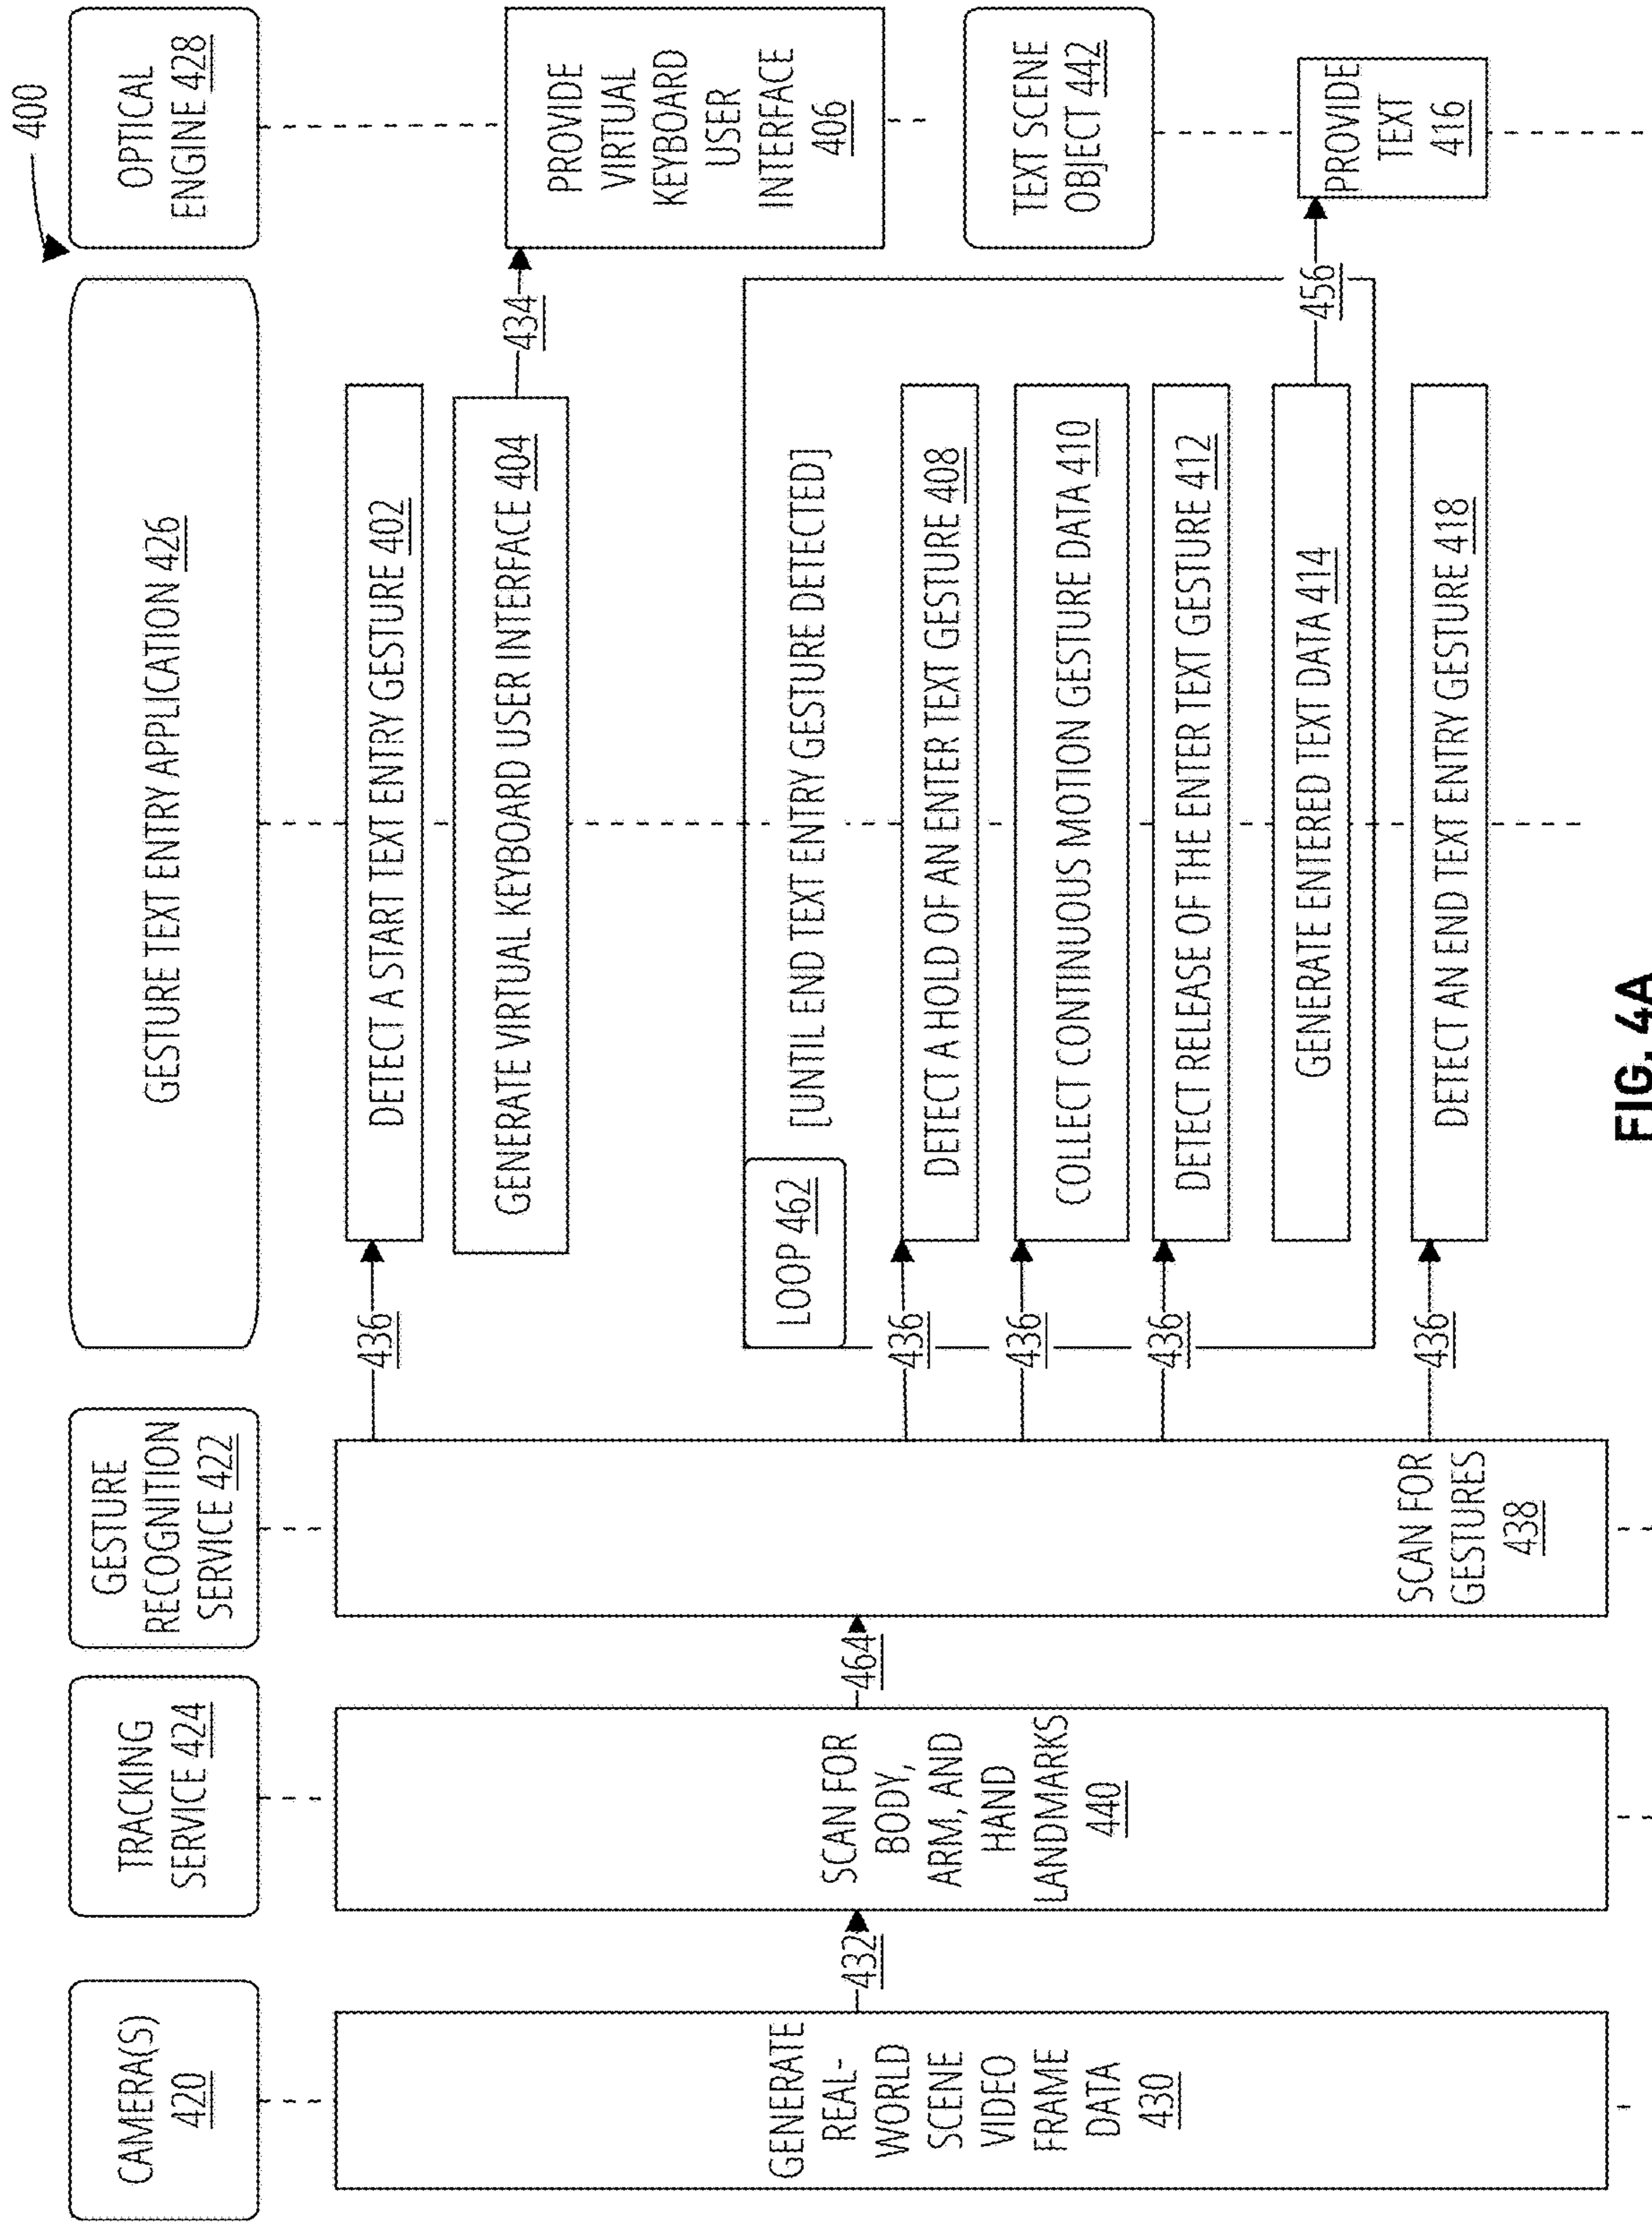 400
CAMERA(S)
420
TRACKING
SERVICE 424
GESTURE
RECOGNITION
SERVICE 422
GESTURE TEXT ENTRY APPLICATION 426
OPTICAL
ENGINE 428
436
DETECT A START TEXT ENTRY GESTURE 402
GENERATE VIRTUAL KEYBOARD USER INTERFACE 404
434
PROVIDE
VIRTUAL
KEYBOARD
USER
INTERFACE
406
LOOP 462
[UNTIL END TEXT ENTRY GESTURE DETECTED]
GENERATE
REAL-
WORLD
SCENE
VIDEO
FRAME
DATA
430
432
SCAN FOR
BODY,
ARM, AND
HAND
LANDMARKS
440
464
436
DETECT A HOLD OF AN ENTER TEXT GESTURE 408
436
COLLECT CONTINUOUS MOTION GESTURE DATA 410
TEXT SCENE
OBJECT 442
436
DETECT RELEASE OF THE ENTER TEXT GESTURE 412
GENERATE ENTERED TEXT DATA 414
456
PROVIDE
TEXT
416
SCAN FOR
GESTURES
438
436
DETECT AN END TEXT ENTRY GESTURE 418
FIG. 4A